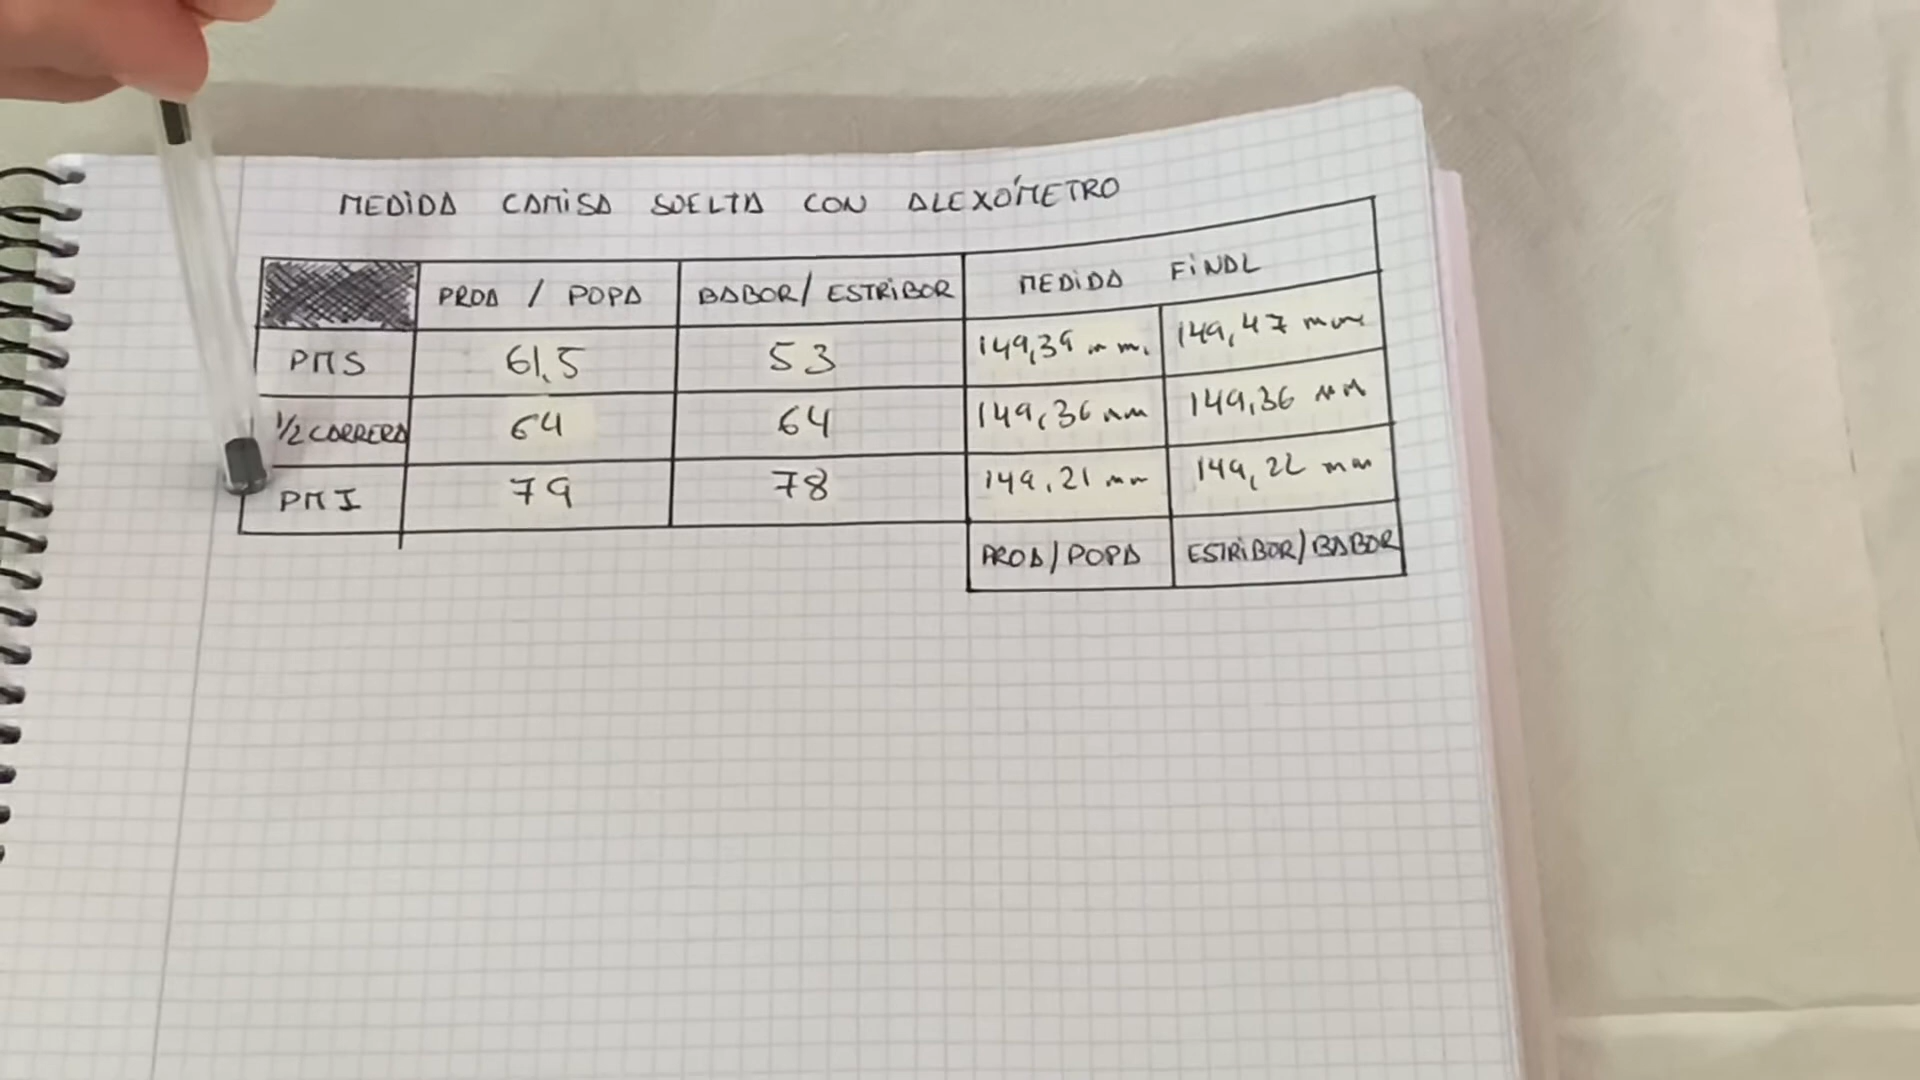 MEDIDA CAMISA SUELTA CON ALEXÓMETRO
PROA / POPA BABOR/ESTRIBOR MEDIDA FINAL
PMS 61,5 53 149,39 mm. 149,47 mm
1/2 CARRERA 64 64 149,36 mm 149,36 mm
PMI 79 78 149,21 mm 149,22 mm
PROA/POPA ESTRIBOR/BABOR